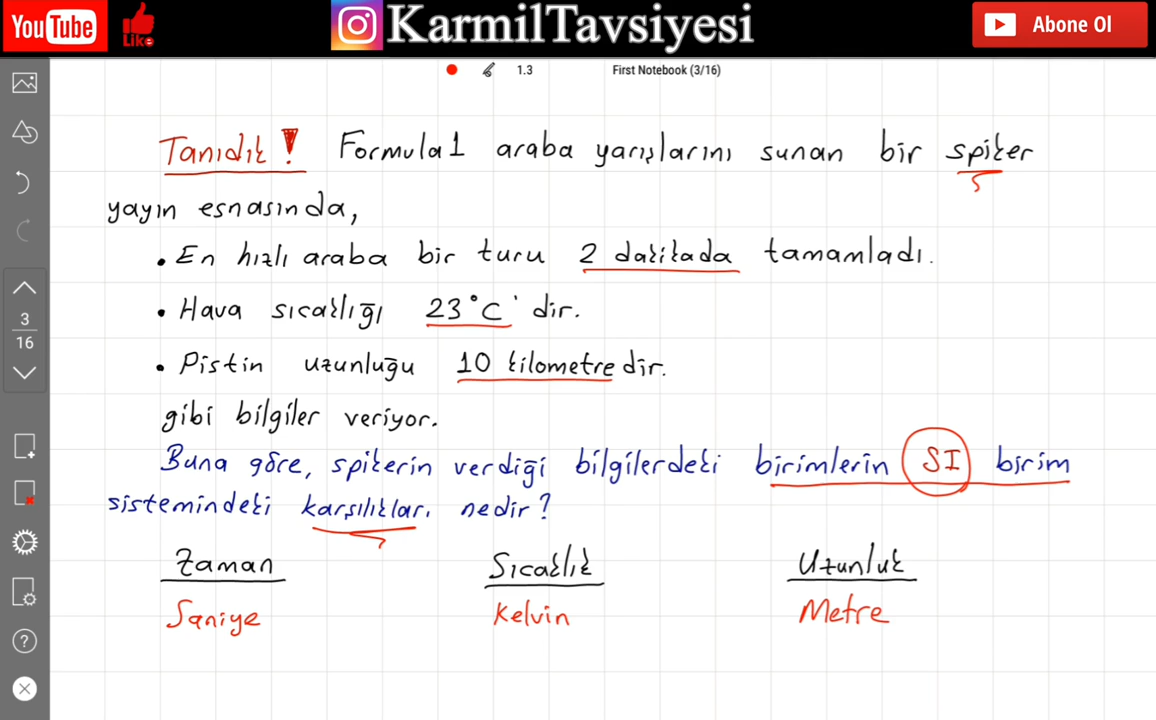 YouTube Like KarmilTavsiyesi Abone Ol
1.3 First Notebook (3/16)
Tanıdık! Formula1 araba yarışlarını sunan bir spiker
yayın esnasında,
• En hızlı araba bir turu 2 dakikada tamamladı.
• Hava sıcaklığı 23°C' dir.
• Pistin uzunluğu 10 kilometredir.
gibi bilgiler veriyor.
Buna göre, spikerin verdiği bilgilerdeki birimlerin SI birim
sistemindeki karşılıkları nedir?
Zaman Sıcaklık Uzunluk
Saniye Kelvin Metre
3
16